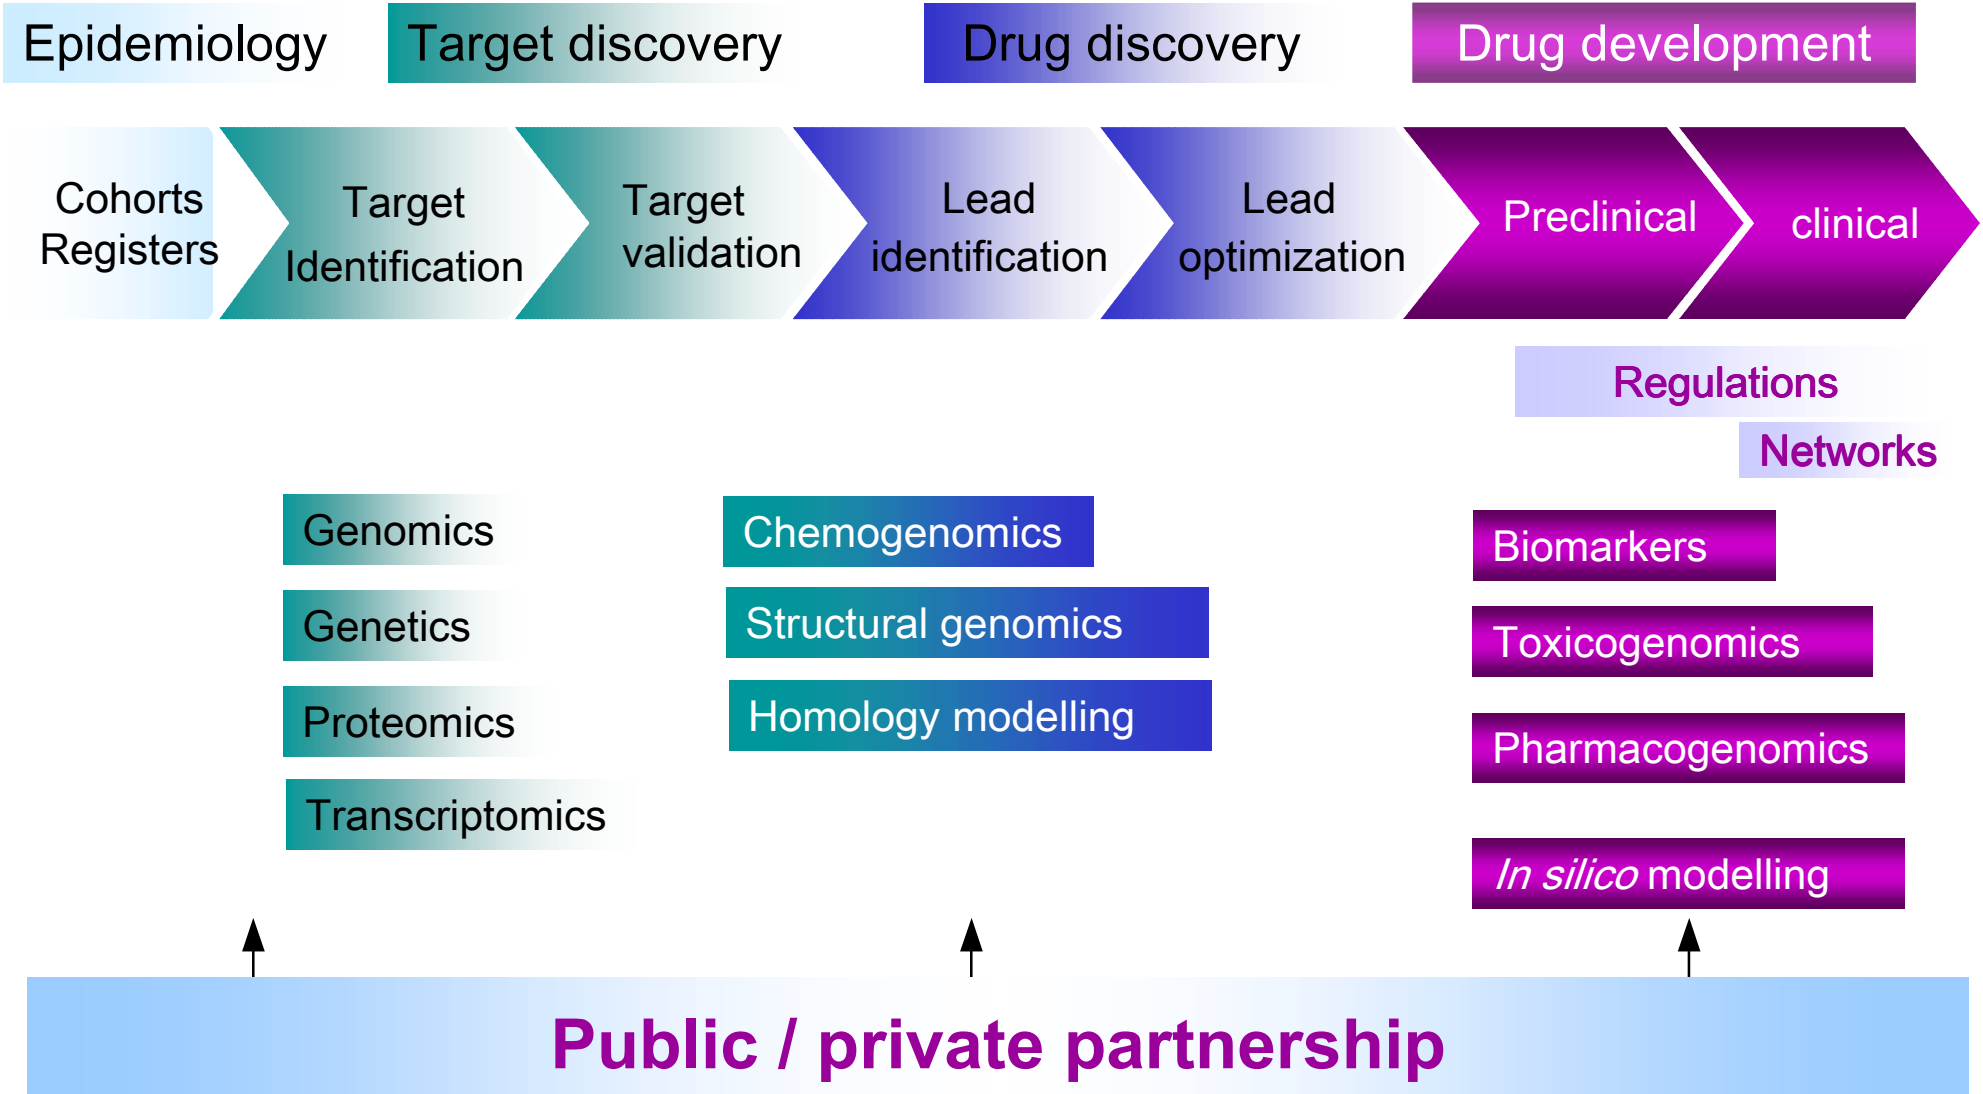 Epidemiology
Target discovery
Drug discovery
Drug development
Cohorts
Registers
Target
Identification
Target
validation
Lead
identification
Lead
optimization
Preclinical
clinical
Regulations
Networks
Genomics
Genetics
Proteomics
Transcriptomics
Chemogenomics
Structural genomics
Homology modelling
Biomarkers
Toxicogenomics
Pharmacogenomics
In silico modelling
Public / private partnership